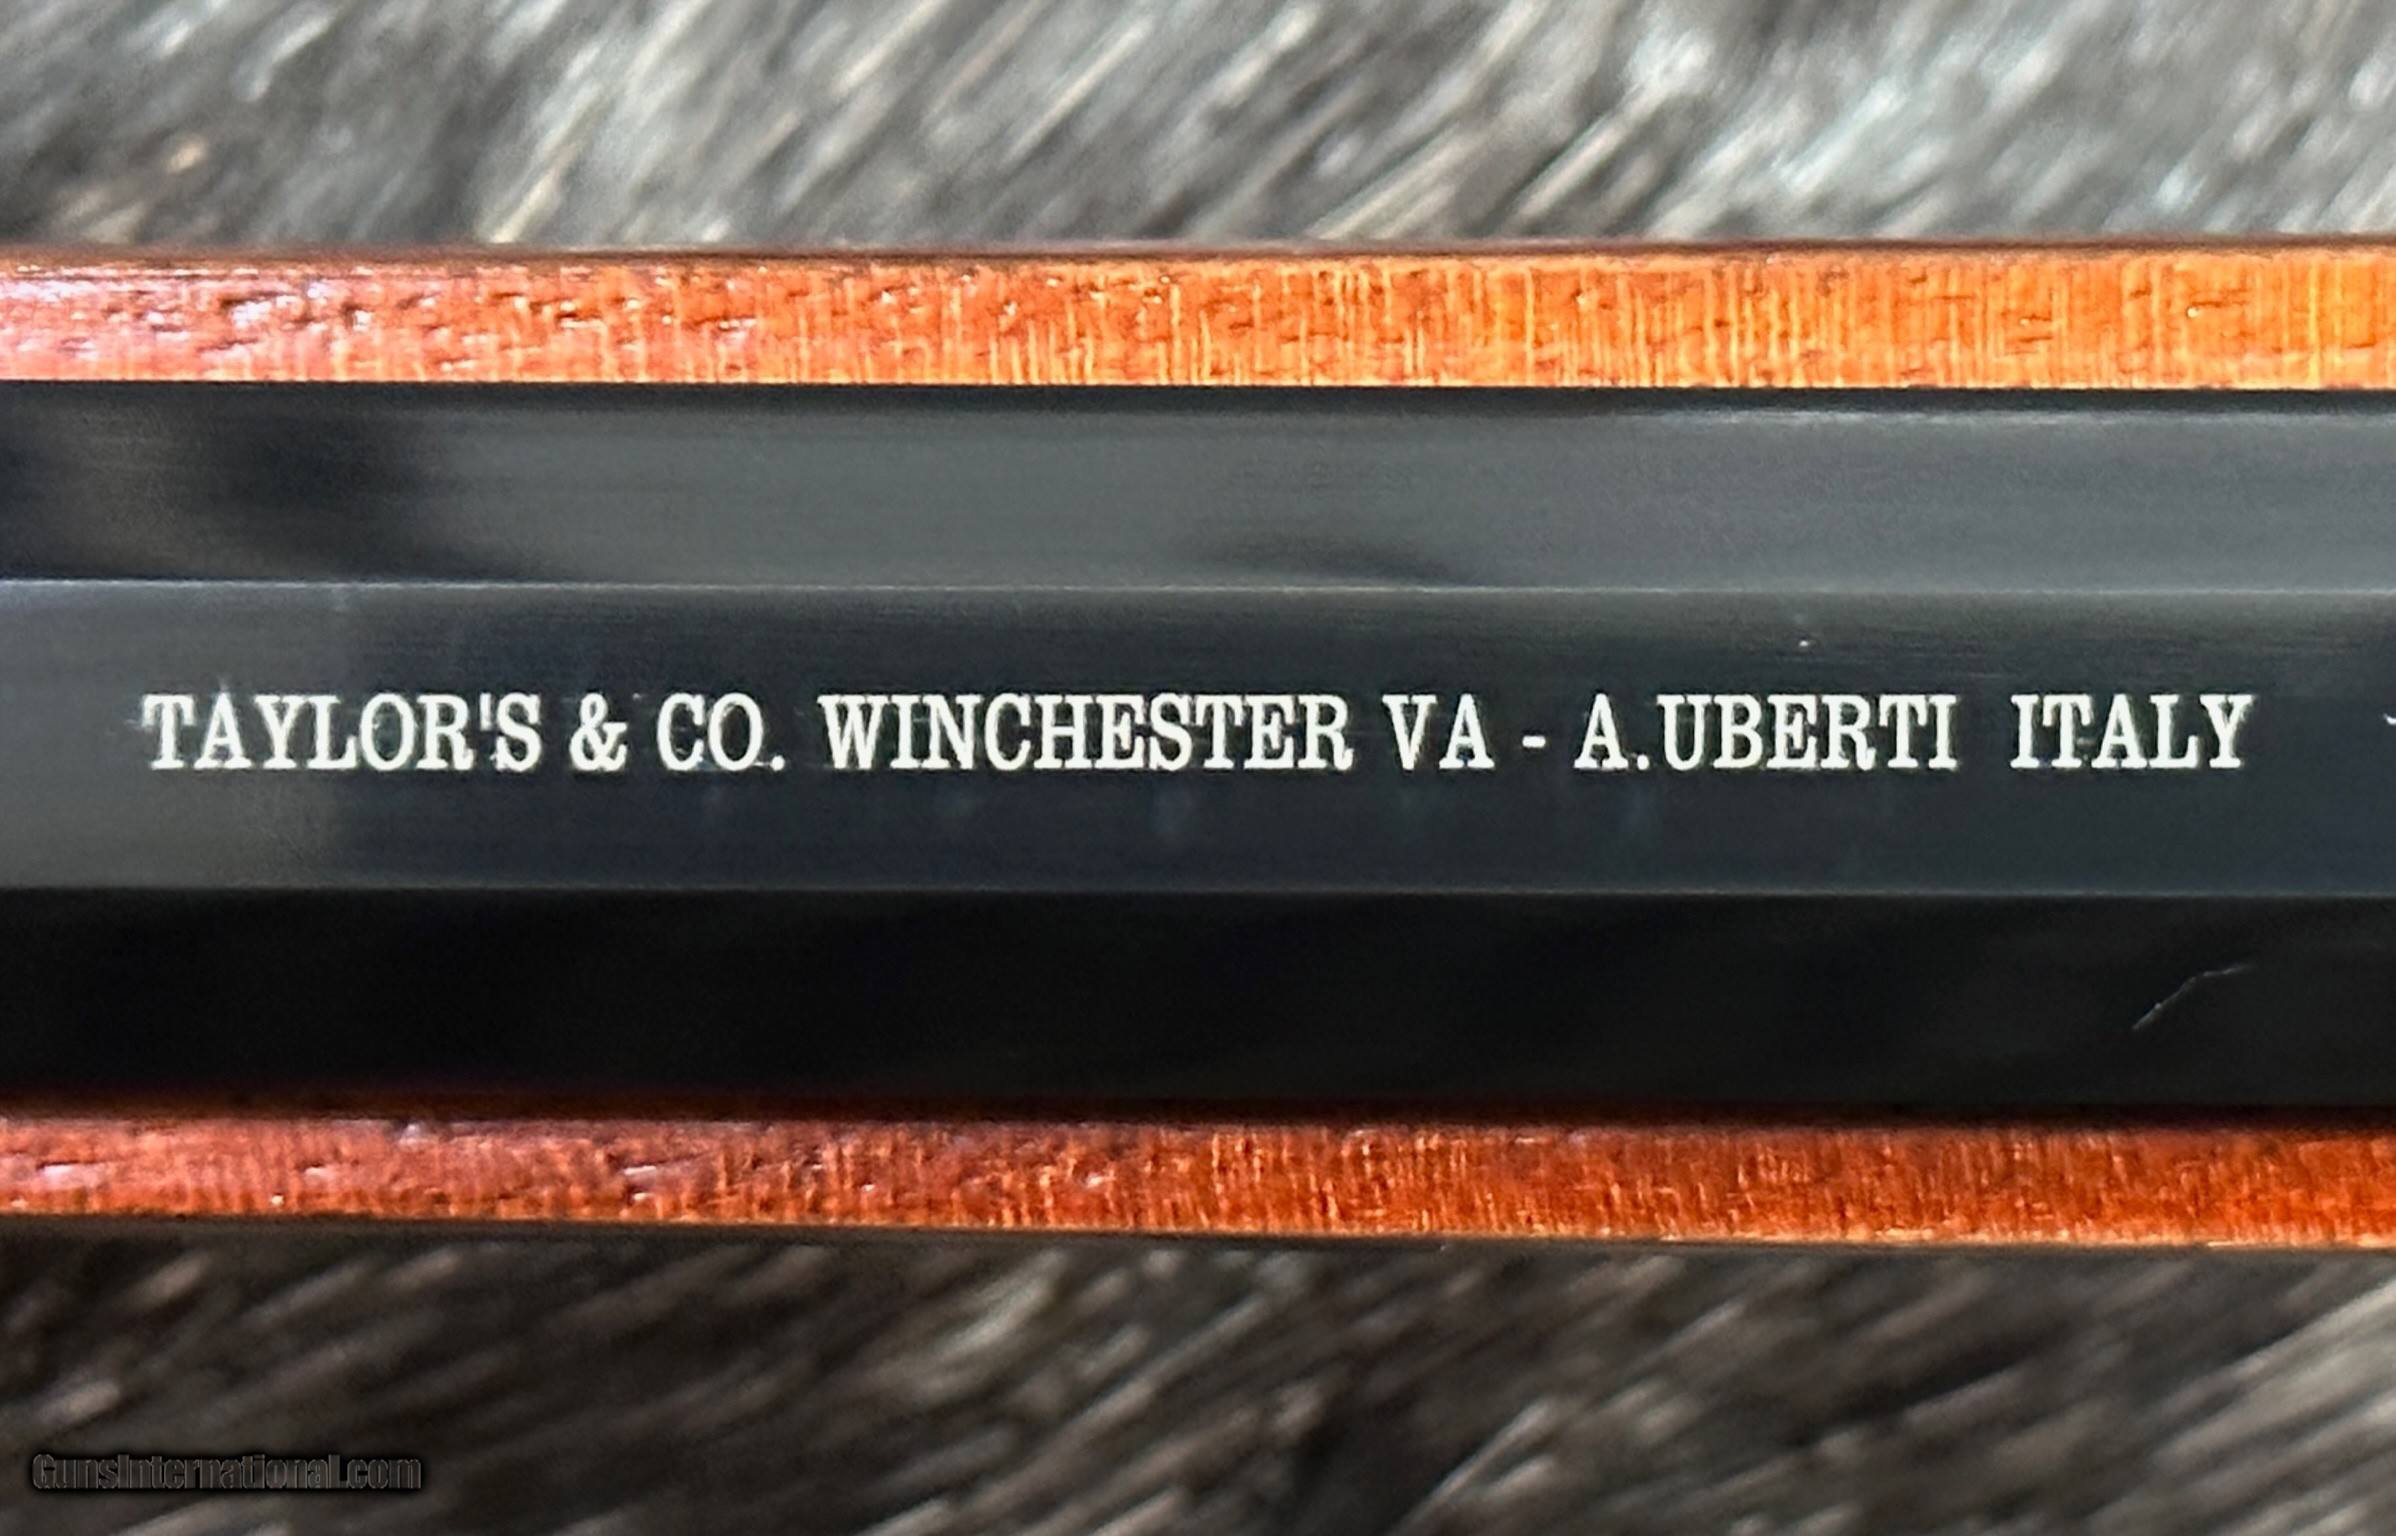 TAYLOR'S & CO. WINCHESTER VA - A.UBERTI ITALY
GunsInternational.com